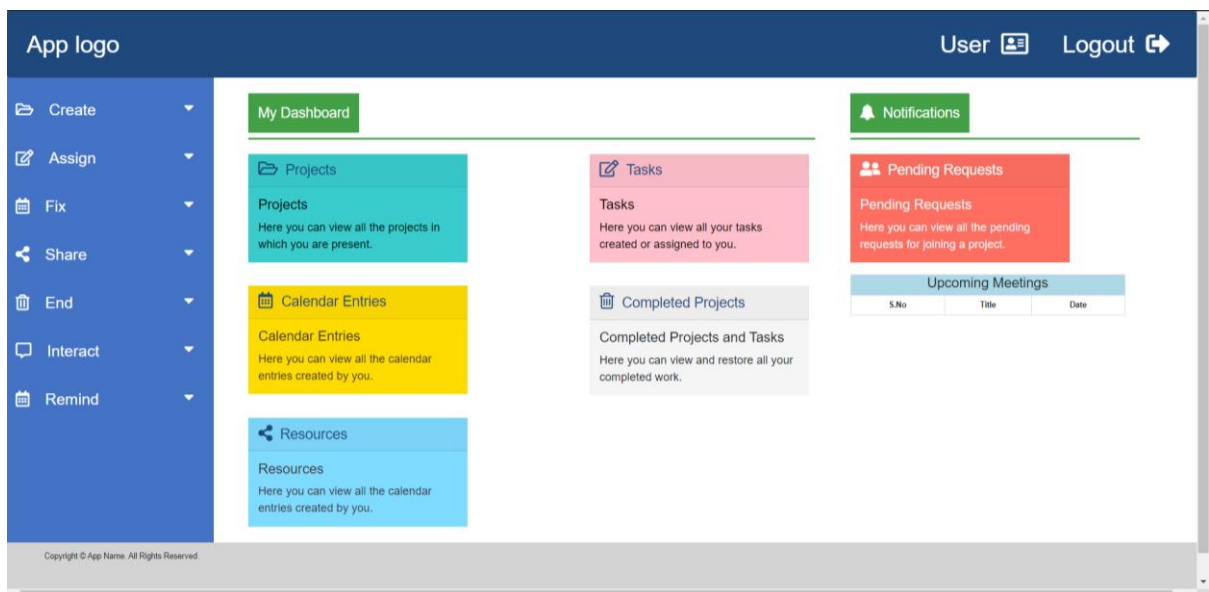 App logo
User
Logout
Create
Assign
Fix
Share
End
Interact
Remind
My Dashboard
Projects
Projects
Here you can view all the projects in
which you are present.
Tasks
Tasks
Here you can view all your tasks
created or assigned to you.
Calendar Entries
Calendar Entries
Here you can view all the calendar
entries created by you.
Completed Projects
Completed Projects and Tasks
Here you can view and restore all your
completed work.
Resources
Resources
Here you can view all the calendar
entries created by you.
Notifications
Pending Requests
Pending Requests
Here you can view all the pending
requests for joining a project.
Upcoming Meetings
S.No Title Date
Copyright © App Name. All Rights Reserved.